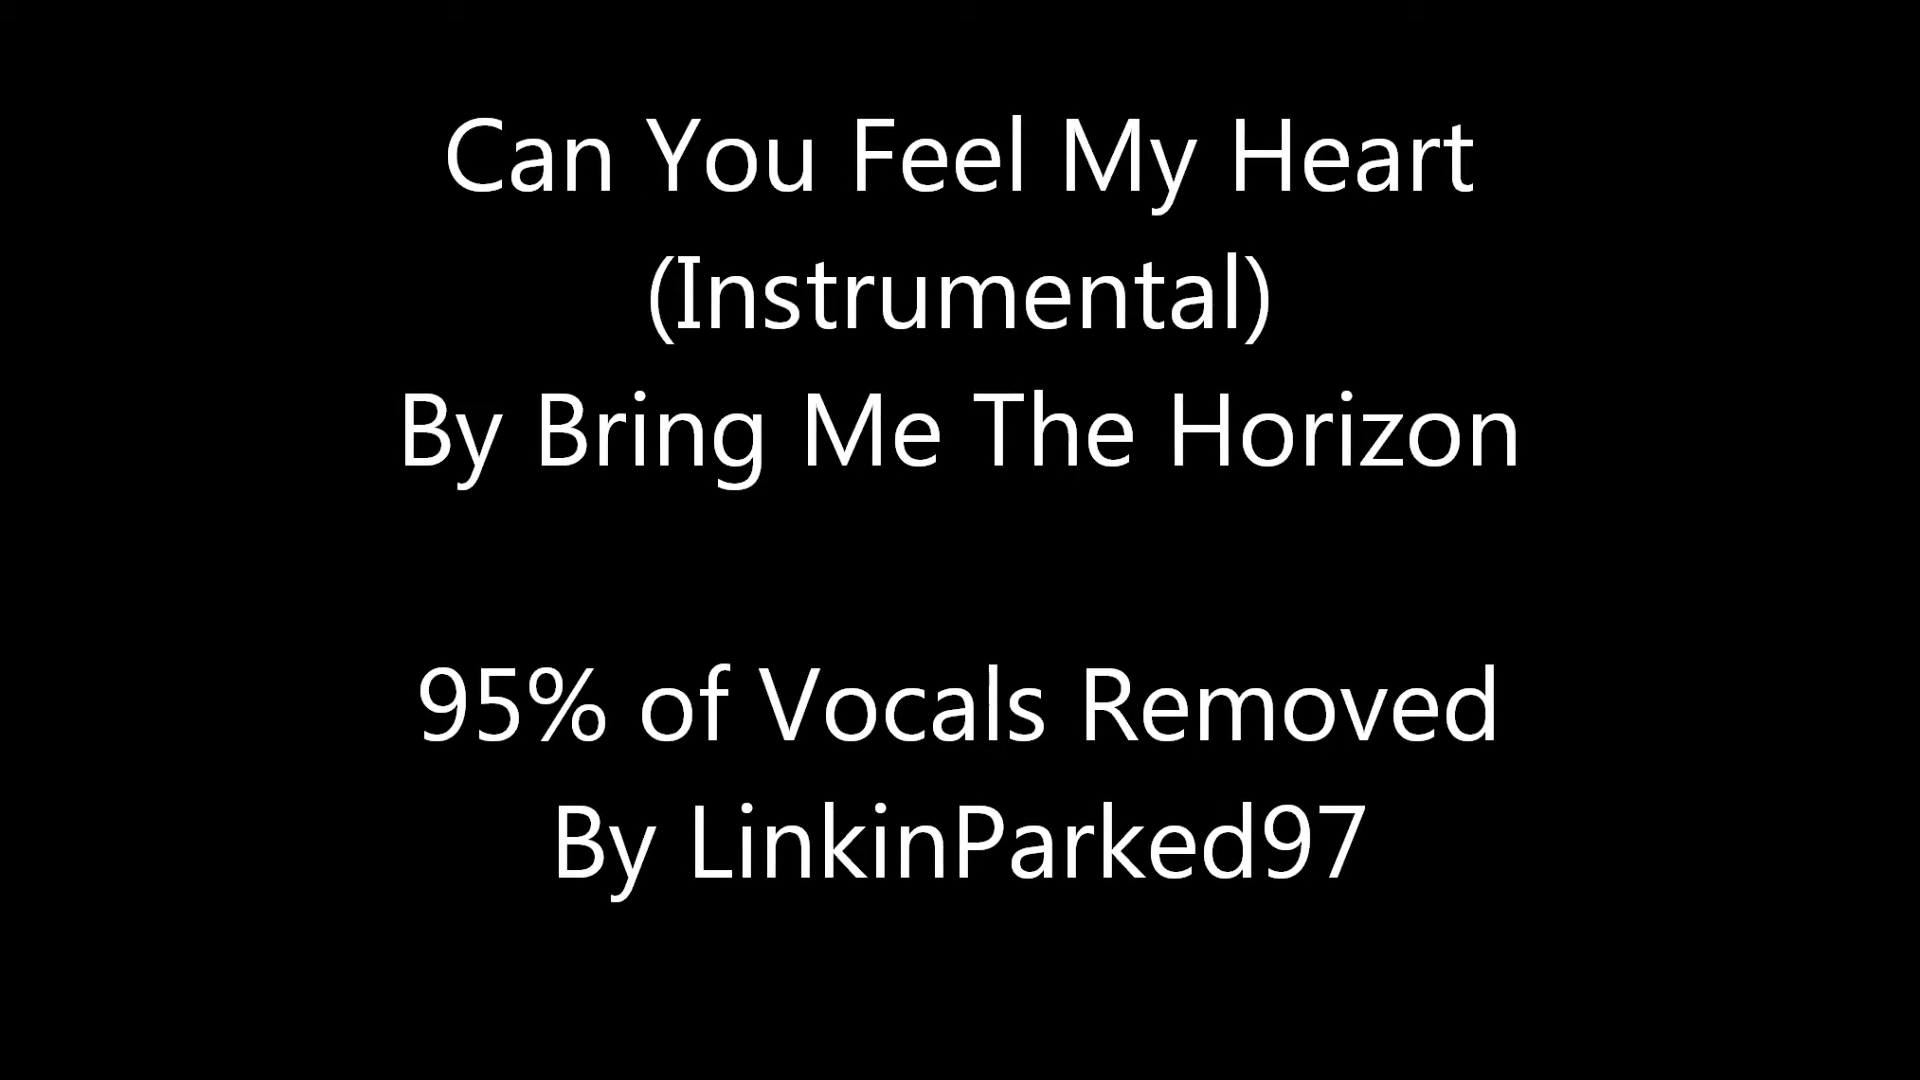 Can You Feel My Heart
(Instrumental)
By Bring Me The Horizon
95% of Vocals Removed
By LinkinParked97